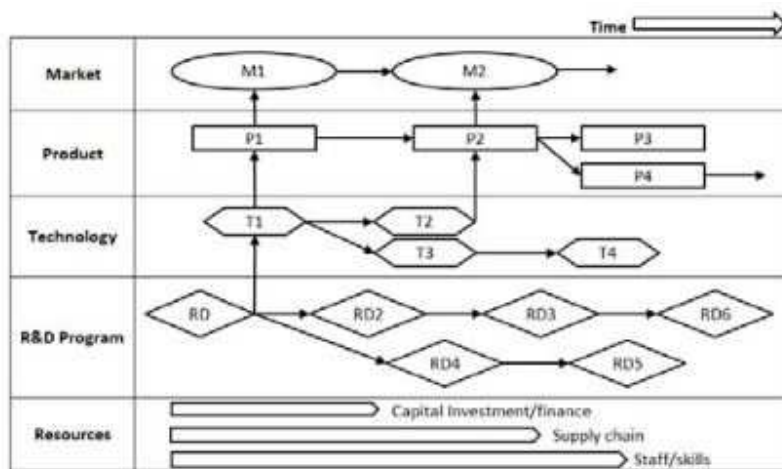 Time
Market
M1
M2
Product
P1
P2
P3
P4
Technology
T1
T2
T3
T4
R&D Program
RD
RD2
RD3
RD6
RD4
RD5
Resources
Capital Investment/finance
Supply chain
Staff/skills